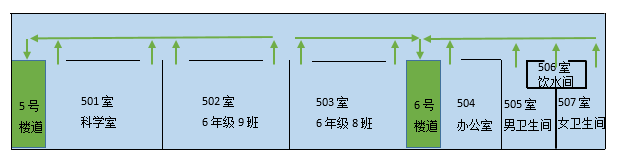 5号
楼道
501室
科学室
502室
6年级9班
503室
6年级8班
6号
楼道
504
办公室
505室
男卫生间
506室
饮水间
507室
女卫生间